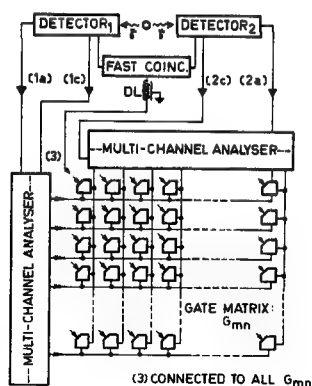 DETECTOR1 DETECTOR2
(1a) (1c) FAST COINC. (2c) (2a)
DL
(3)
MULTI-CHANNEL ANALYSER
MULTI-CHANNEL ANALYSER
GATE MATRIX:
Gmn
(3) CONNECTED TO ALL Gmn